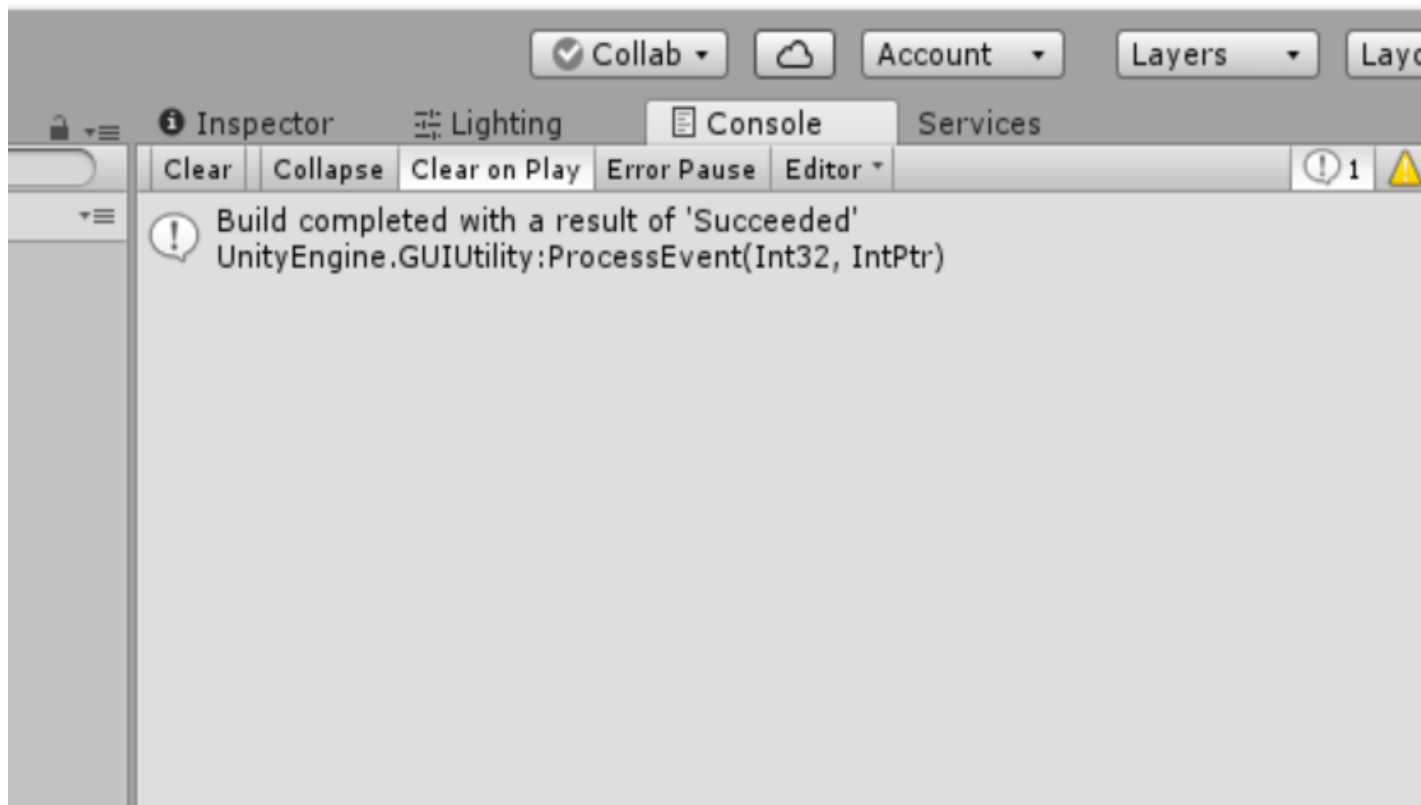 Collab
Account
Layers
Inspector
Lighting
Console
Services
Clear
Collapse
Clear on Play
Error Pause
Editor
1
Build completed with a result of 'Succeeded'
UnityEngine.GUIUtility:ProcessEvent(Int32, IntPtr)